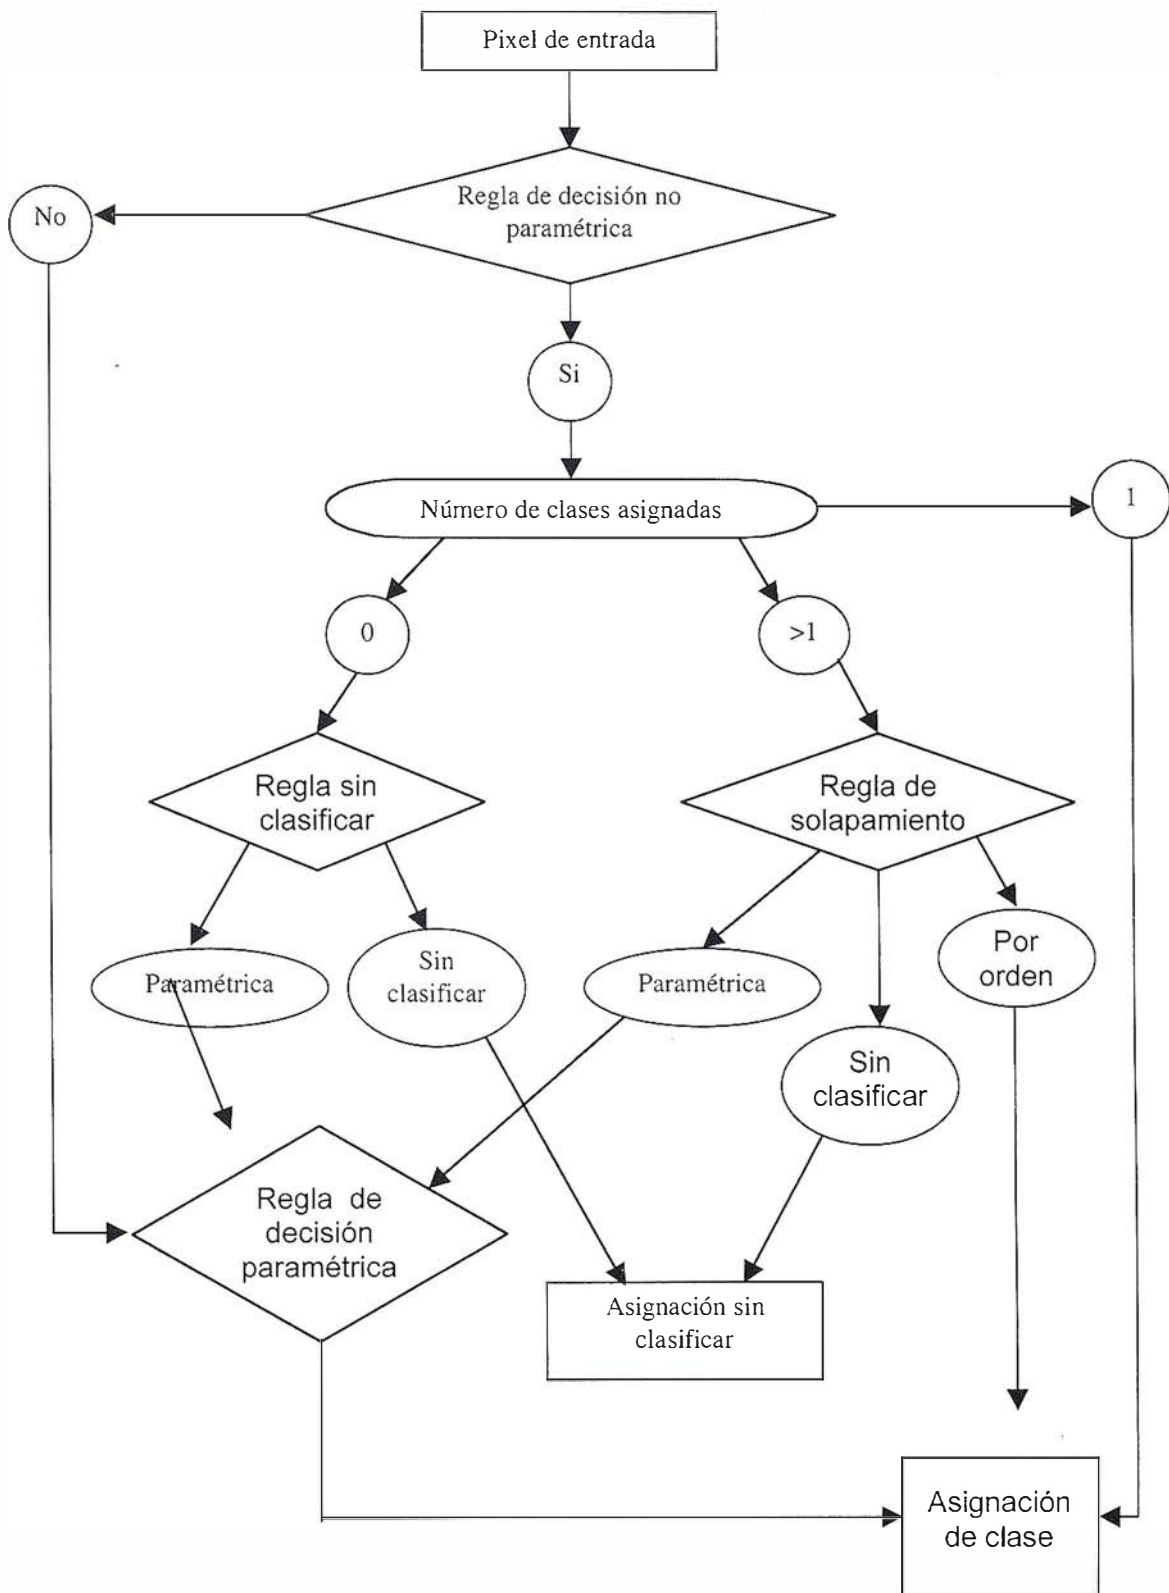 Pixel de entrada
Regla de decisión no
paramétrica
No
Si
Número de clases asignadas
1
0
>1
Regla sin
clasificar
Regla de
solapamiento
Paramétrica
Sin
clasificar
Paramétrica
Por
orden
Sin
clasificar
Regla de
decisión
paramétrica
Asignación sin
clasificar
Asignación
de clase